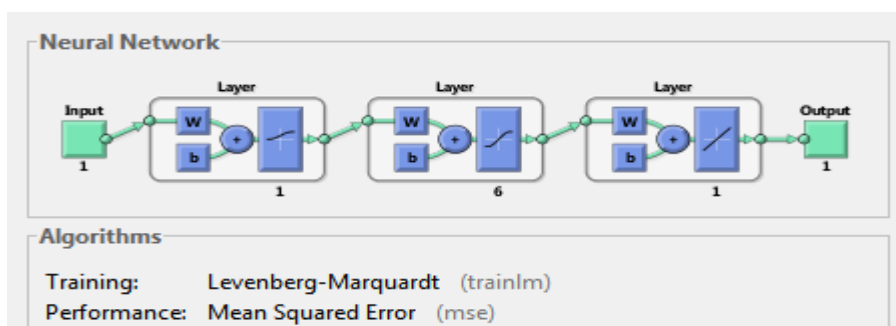 Neural Network
Layer Layer Layer
Input Output
W W W
+ + +
b b b
1 1
1 6 1
Algorithms
Training: Levenberg-Marquardt (trainlm)
Performance: Mean Squared Error (mse)